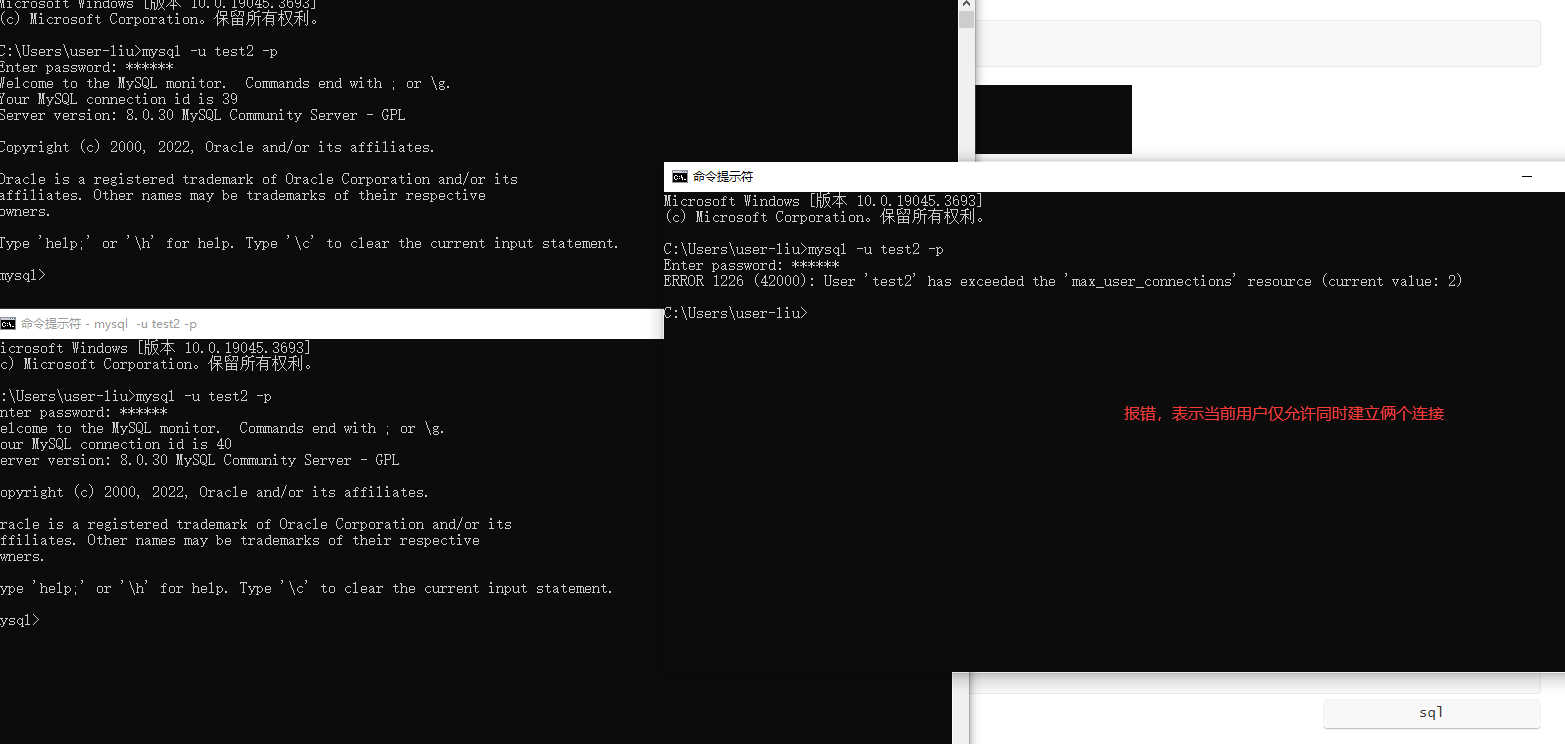 Microsoft Windows [版本 10.0.19045.3693]
(c) Microsoft Corporation。保留所有权利。
C:\Users\user-liu>mysql -u test2 -p
Enter password: ******
Welcome to the MySQL monitor.  Commands end with ; or \g.
Your MySQL connection id is 39
Server version: 8.0.30 MySQL Community Server - GPL
Copyright (c) 2000, 2022, Oracle and/or its affiliates.
Oracle is a registered trademark of Oracle Corporation and/or its
affiliates. Other names may be trademarks of their respective
owners.
Type 'help;' or '\h' for help. Type '\c' to clear the current input statement.
mysql>
命令提示符 - mysql  -u test2 -p
icrosoft Windows [版本 10.0.19045.3693]
c) Microsoft Corporation。保留所有权利。
:\Users\user-liu>mysql -u test2 -p
nter password: ******
elcome to the MySQL monitor.  Commands end with ; or \g.
our MySQL connection id is 40
erver version: 8.0.30 MySQL Community Server - GPL
opyright (c) 2000, 2022, Oracle and/or its affiliates.
racle is a registered trademark of Oracle Corporation and/or its
ffiliates. Other names may be trademarks of their respective
wners.
ype 'help;' or '\h' for help. Type '\c' to clear the current input statement.
ysql>
命令提示符
Microsoft Windows [版本 10.0.19045.3693]
(c) Microsoft Corporation。保留所有权利。
C:\Users\user-liu>mysql -u test2 -p
Enter password: ******
ERROR 1226 (42000): User 'test2' has exceeded the 'max_user_connections' resource (current value: 2)
C:\Users\user-liu>
报错，表示当前用户仅允许同时建立俩个连接
sql